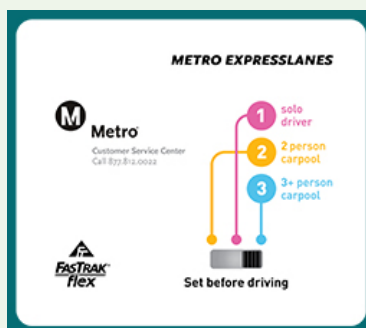 METRO EXPRESSLANES
M
Metro
Customer Service Center
Call 877.812.0022
1 solo
driver
2 2 person
carpool
3 3+ person
carpool
FASTRAK™
flex
Set before driving